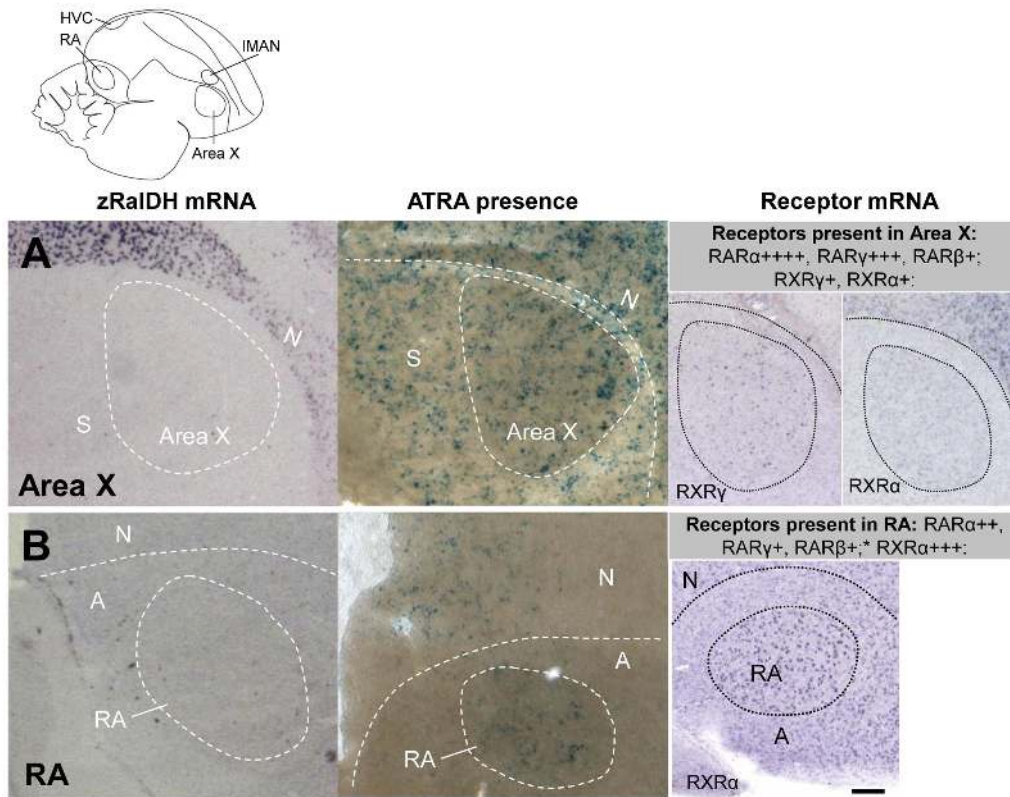 HVC
RA
IMAN
Area X
zRalDH mRNA
ATRA presence
Receptor mRNA
A
N
S
Area X
Area X
N
S
Area X
Receptors present in Area X:
RARα++++, RARγ+++, RARβ+;
RXRγ+, RXRα+:
RXRγ
RXRα
B
N
A
RA
RA
N
A
RA
Receptors present in RA: RARα++,
RARγ+, RARβ+;* RXRα+++:
N
RA
A
RXRα